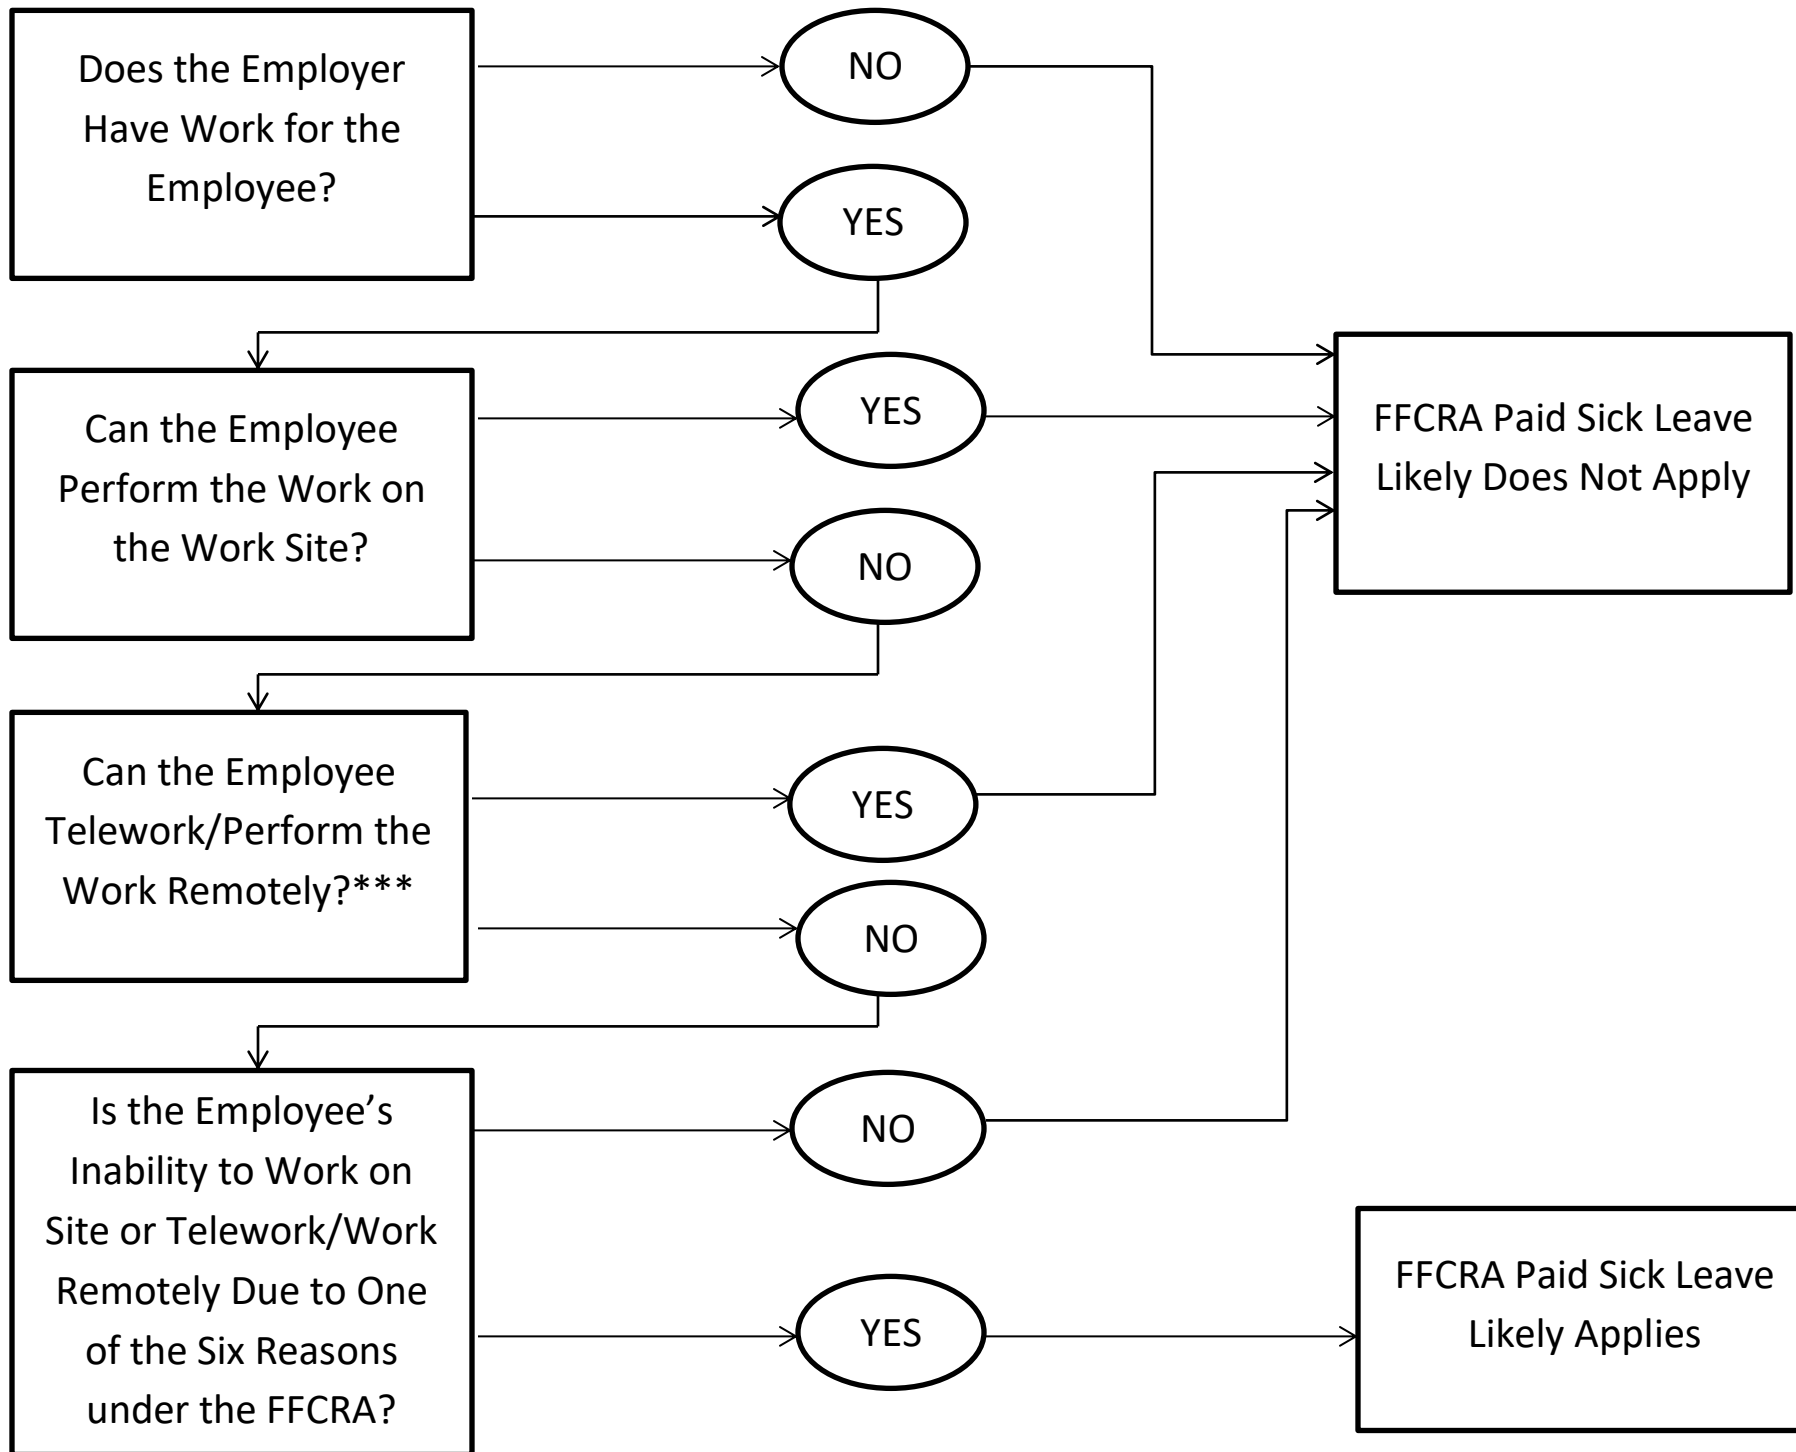 Does the Employer
Have Work for the
Employee?
NO
YES
Can the Employee
Perform the Work on
the Work Site?
YES
NO
FFCRA Paid Sick Leave
Likely Does Not Apply
Can the Employee
Telework/Perform the
Work Remotely?***
YES
NO
Is the Employee’s
Inability to Work on
Site or Telework/Work
Remotely Due to One
of the Six Reasons
under the FFCRA?
NO
YES
FFCRA Paid Sick Leave
Likely Applies